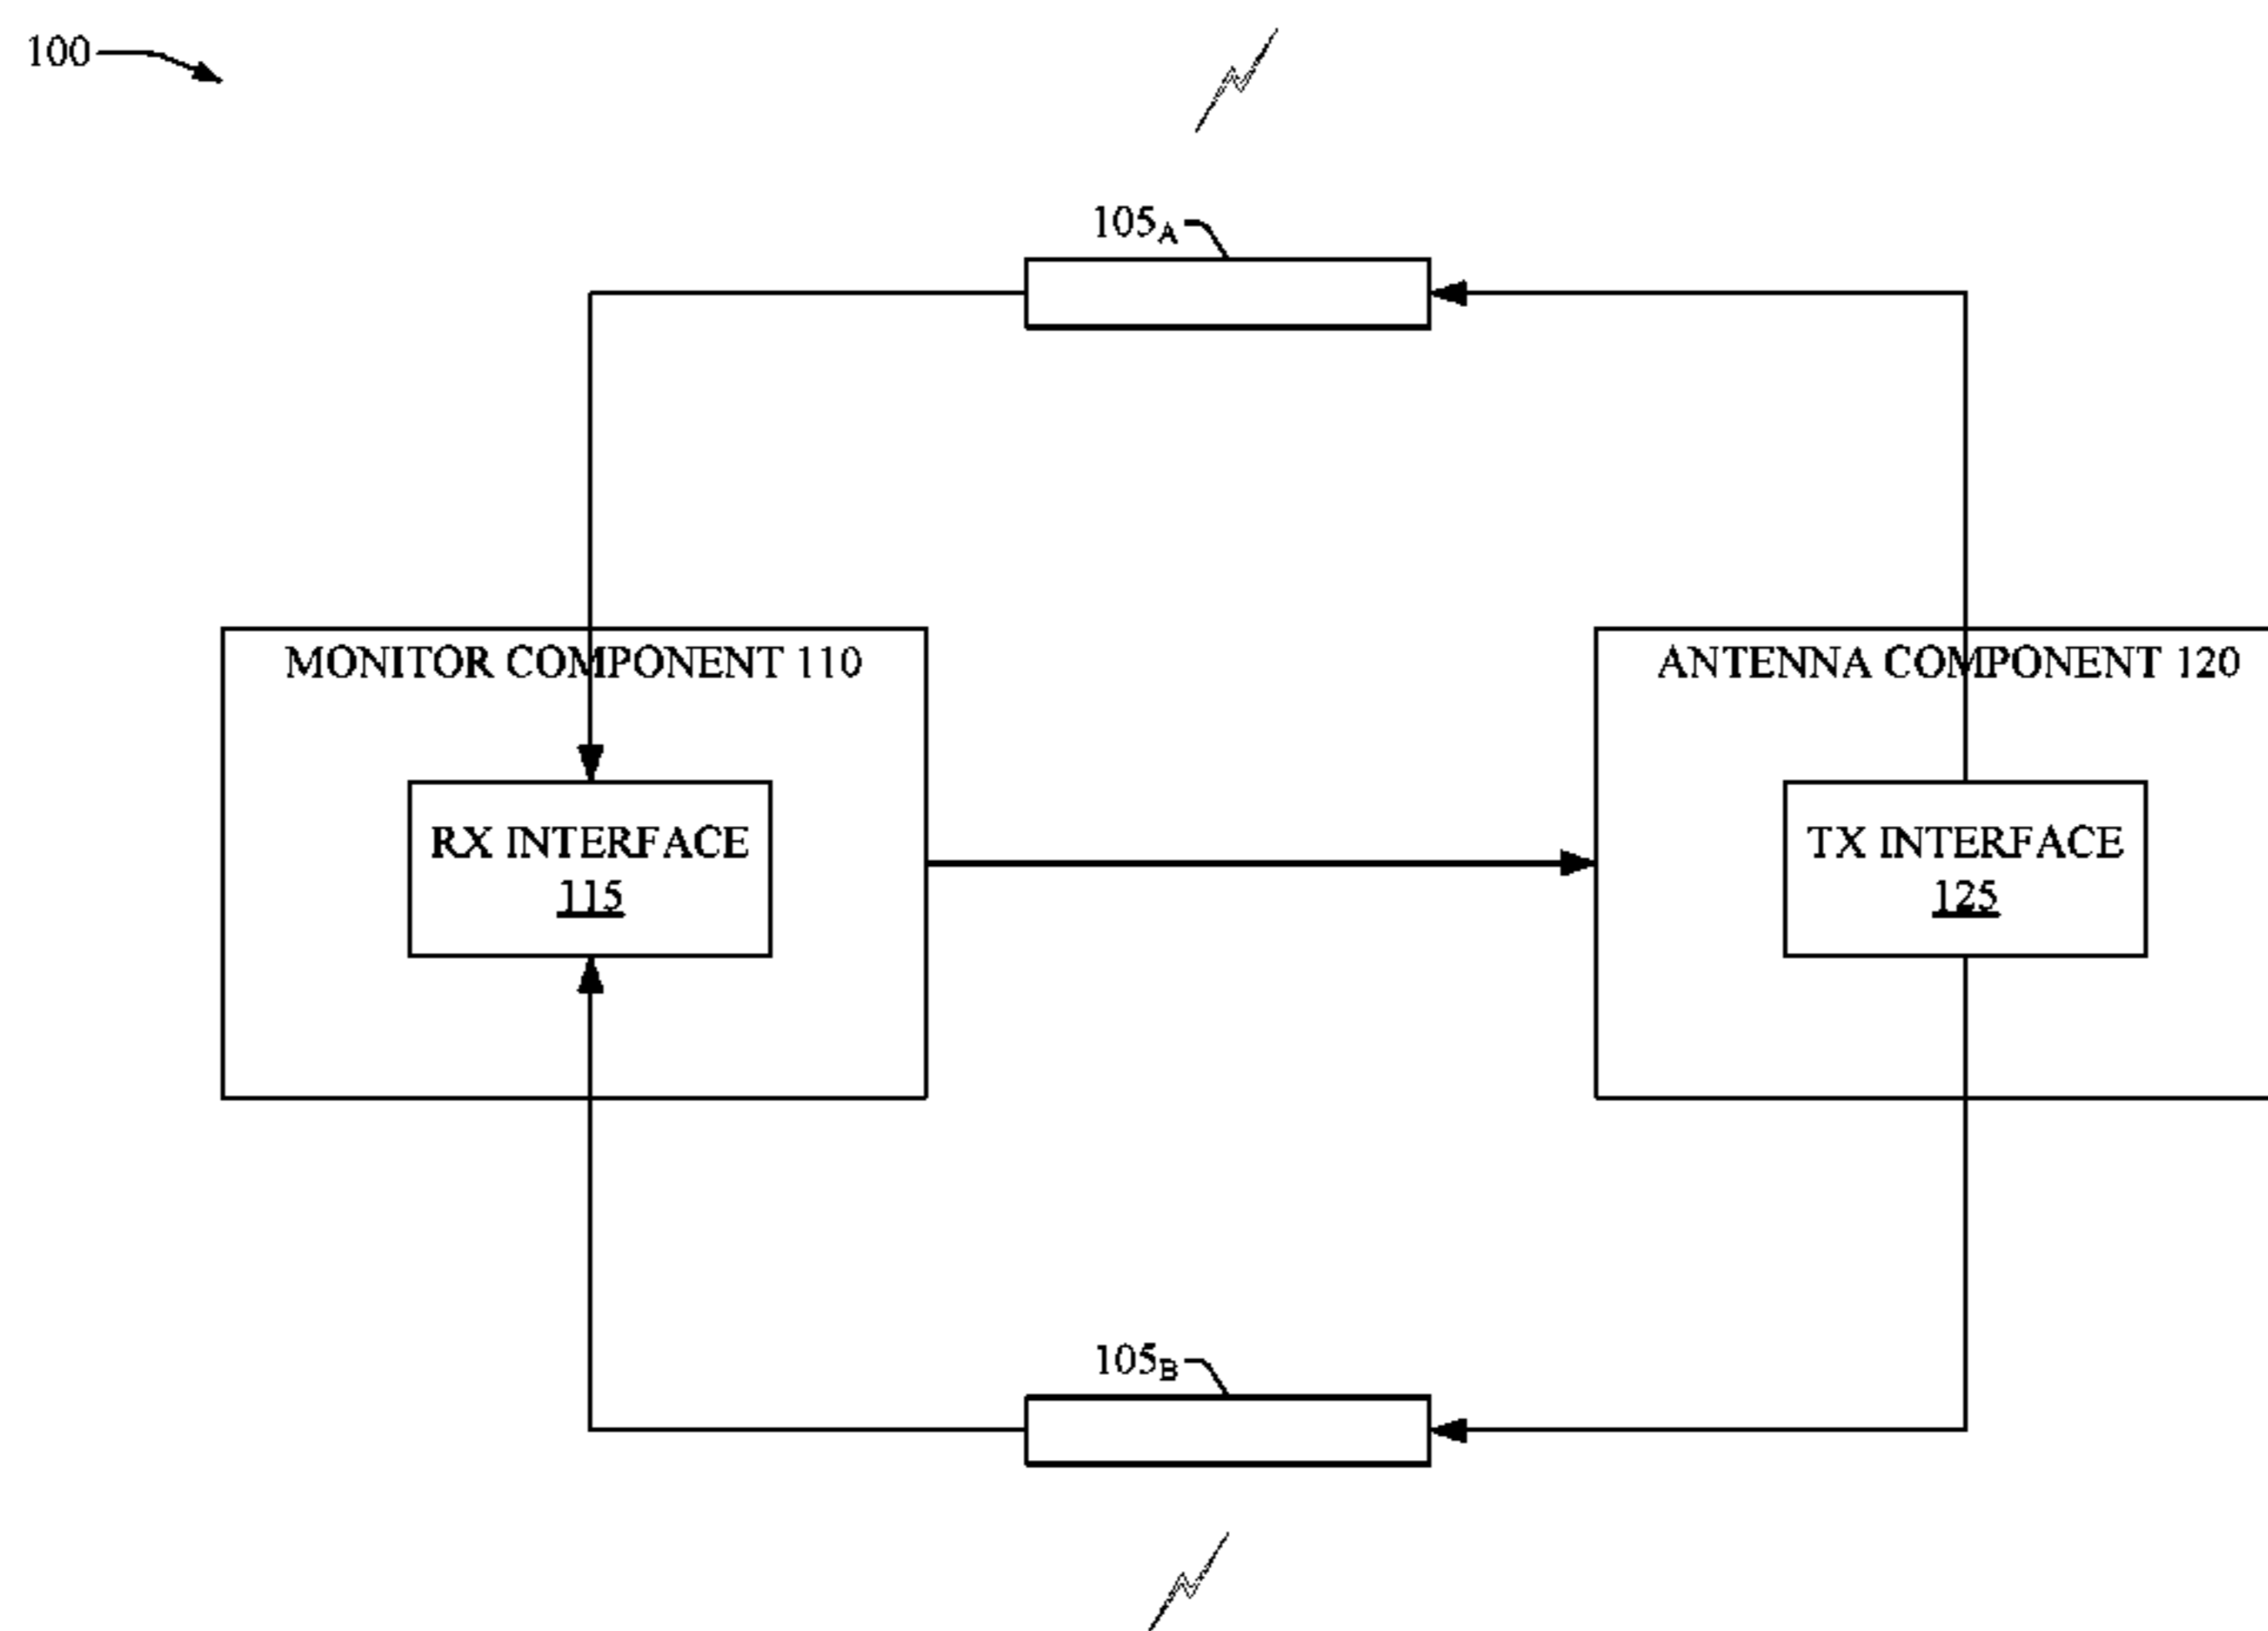 100
105A
MONITOR COMPONENT 110
ANTENNA COMPONENT 120
RX INTERFACE
115
TX INTERFACE
125
105B